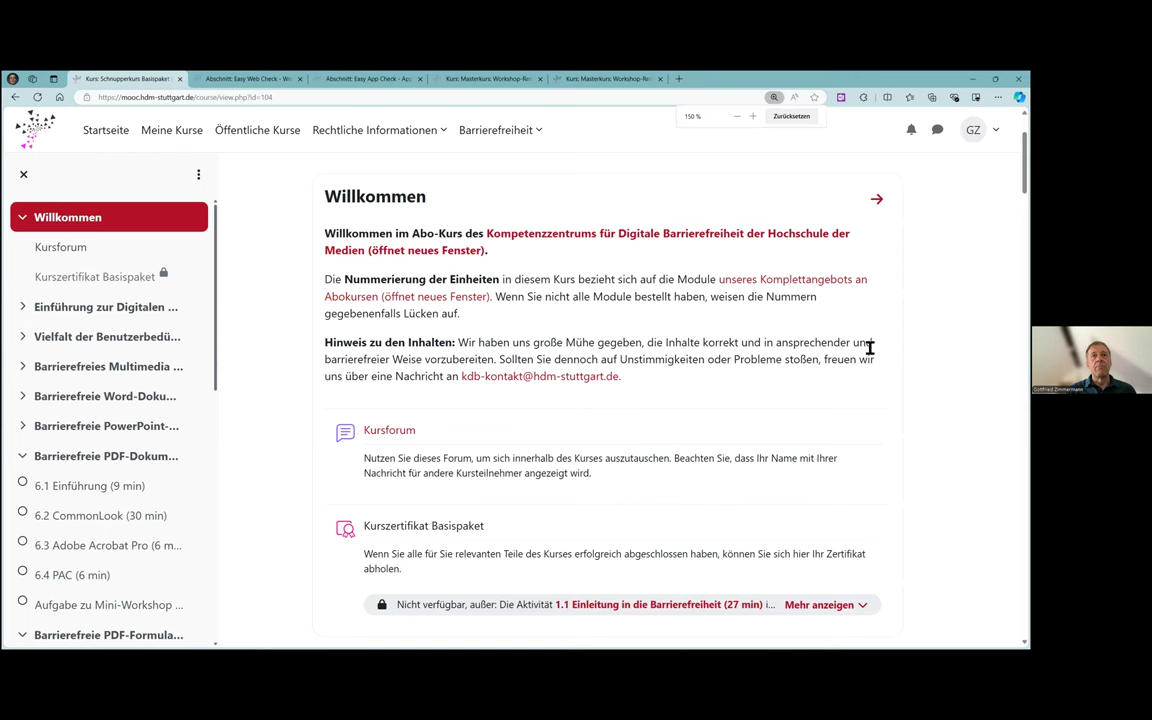 Kurs: Schnupperkurs Basispaket
Abschnitt: Easy Web Check - We
Abschnitt: Easy App Check - App
Kurs: Masterkurs: Workshop-Rei
Kurs: Masterkurs: Workshop-Rei
https://mooc.hdm-stuttgart.de/course/view.php?id=104
150 %
Zurücksetzen
Startseite
Meine Kurse
Öffentliche Kurse
Rechtliche Informationen
Barrierefreiheit
GZ
Willkommen
Kursforum
Kurszertifikat Basispaket
Einführung zur Digitalen ...
Vielfalt der Benutzerbedü...
Barrierefreies Multimedia ...
Barrierefreie Word-Doku...
Barrierefreie PowerPoint-...
Barrierefreie PDF-Dokum...
6.1 Einführung (9 min)
6.2 CommonLook (30 min)
6.3 Adobe Acrobat Pro (6 m...
6.4 PAC (6 min)
Aufgabe zu Mini-Workshop ...
Barrierefreie PDF-Formula...
Willkommen
Willkommen im Abo-Kurs des Kompetenzzentrums für Digitale Barrierefreiheit der Hochschule der
Medien (öffnet neues Fenster).
Die Nummerierung der Einheiten in diesem Kurs bezieht sich auf die Module unseres Komplettangebots an
Abokursen (öffnet neues Fenster). Wenn Sie nicht alle Module bestellt haben, weisen die Nummern
gegebenenfalls Lücken auf.
Hinweis zu den Inhalten: Wir haben uns große Mühe gegeben, die Inhalte korrekt und in ansprechender und
barrierefreier Weise vorzubereiten. Sollten Sie dennoch auf Unstimmigkeiten oder Probleme stoßen, freuen wir
uns über eine Nachricht an kdb-kontakt@hdm-stuttgart.de.
Kursforum
Nutzen Sie dieses Forum, um sich innerhalb des Kurses auszutauschen. Beachten Sie, dass Ihr Name mit Ihrer
Nachricht für andere Kursteilnehmer angezeigt wird.
Kurszertifikat Basispaket
Wenn Sie alle für Sie relevanten Teile des Kurses erfolgreich abgeschlossen haben, können Sie sich hier Ihr Zertifikat
abholen.
Nicht verfügbar, außer: Die Aktivität 1.1 Einleitung in die Barrierefreiheit (27 min) i... Mehr anzeigen
Gottfried Zimmermann